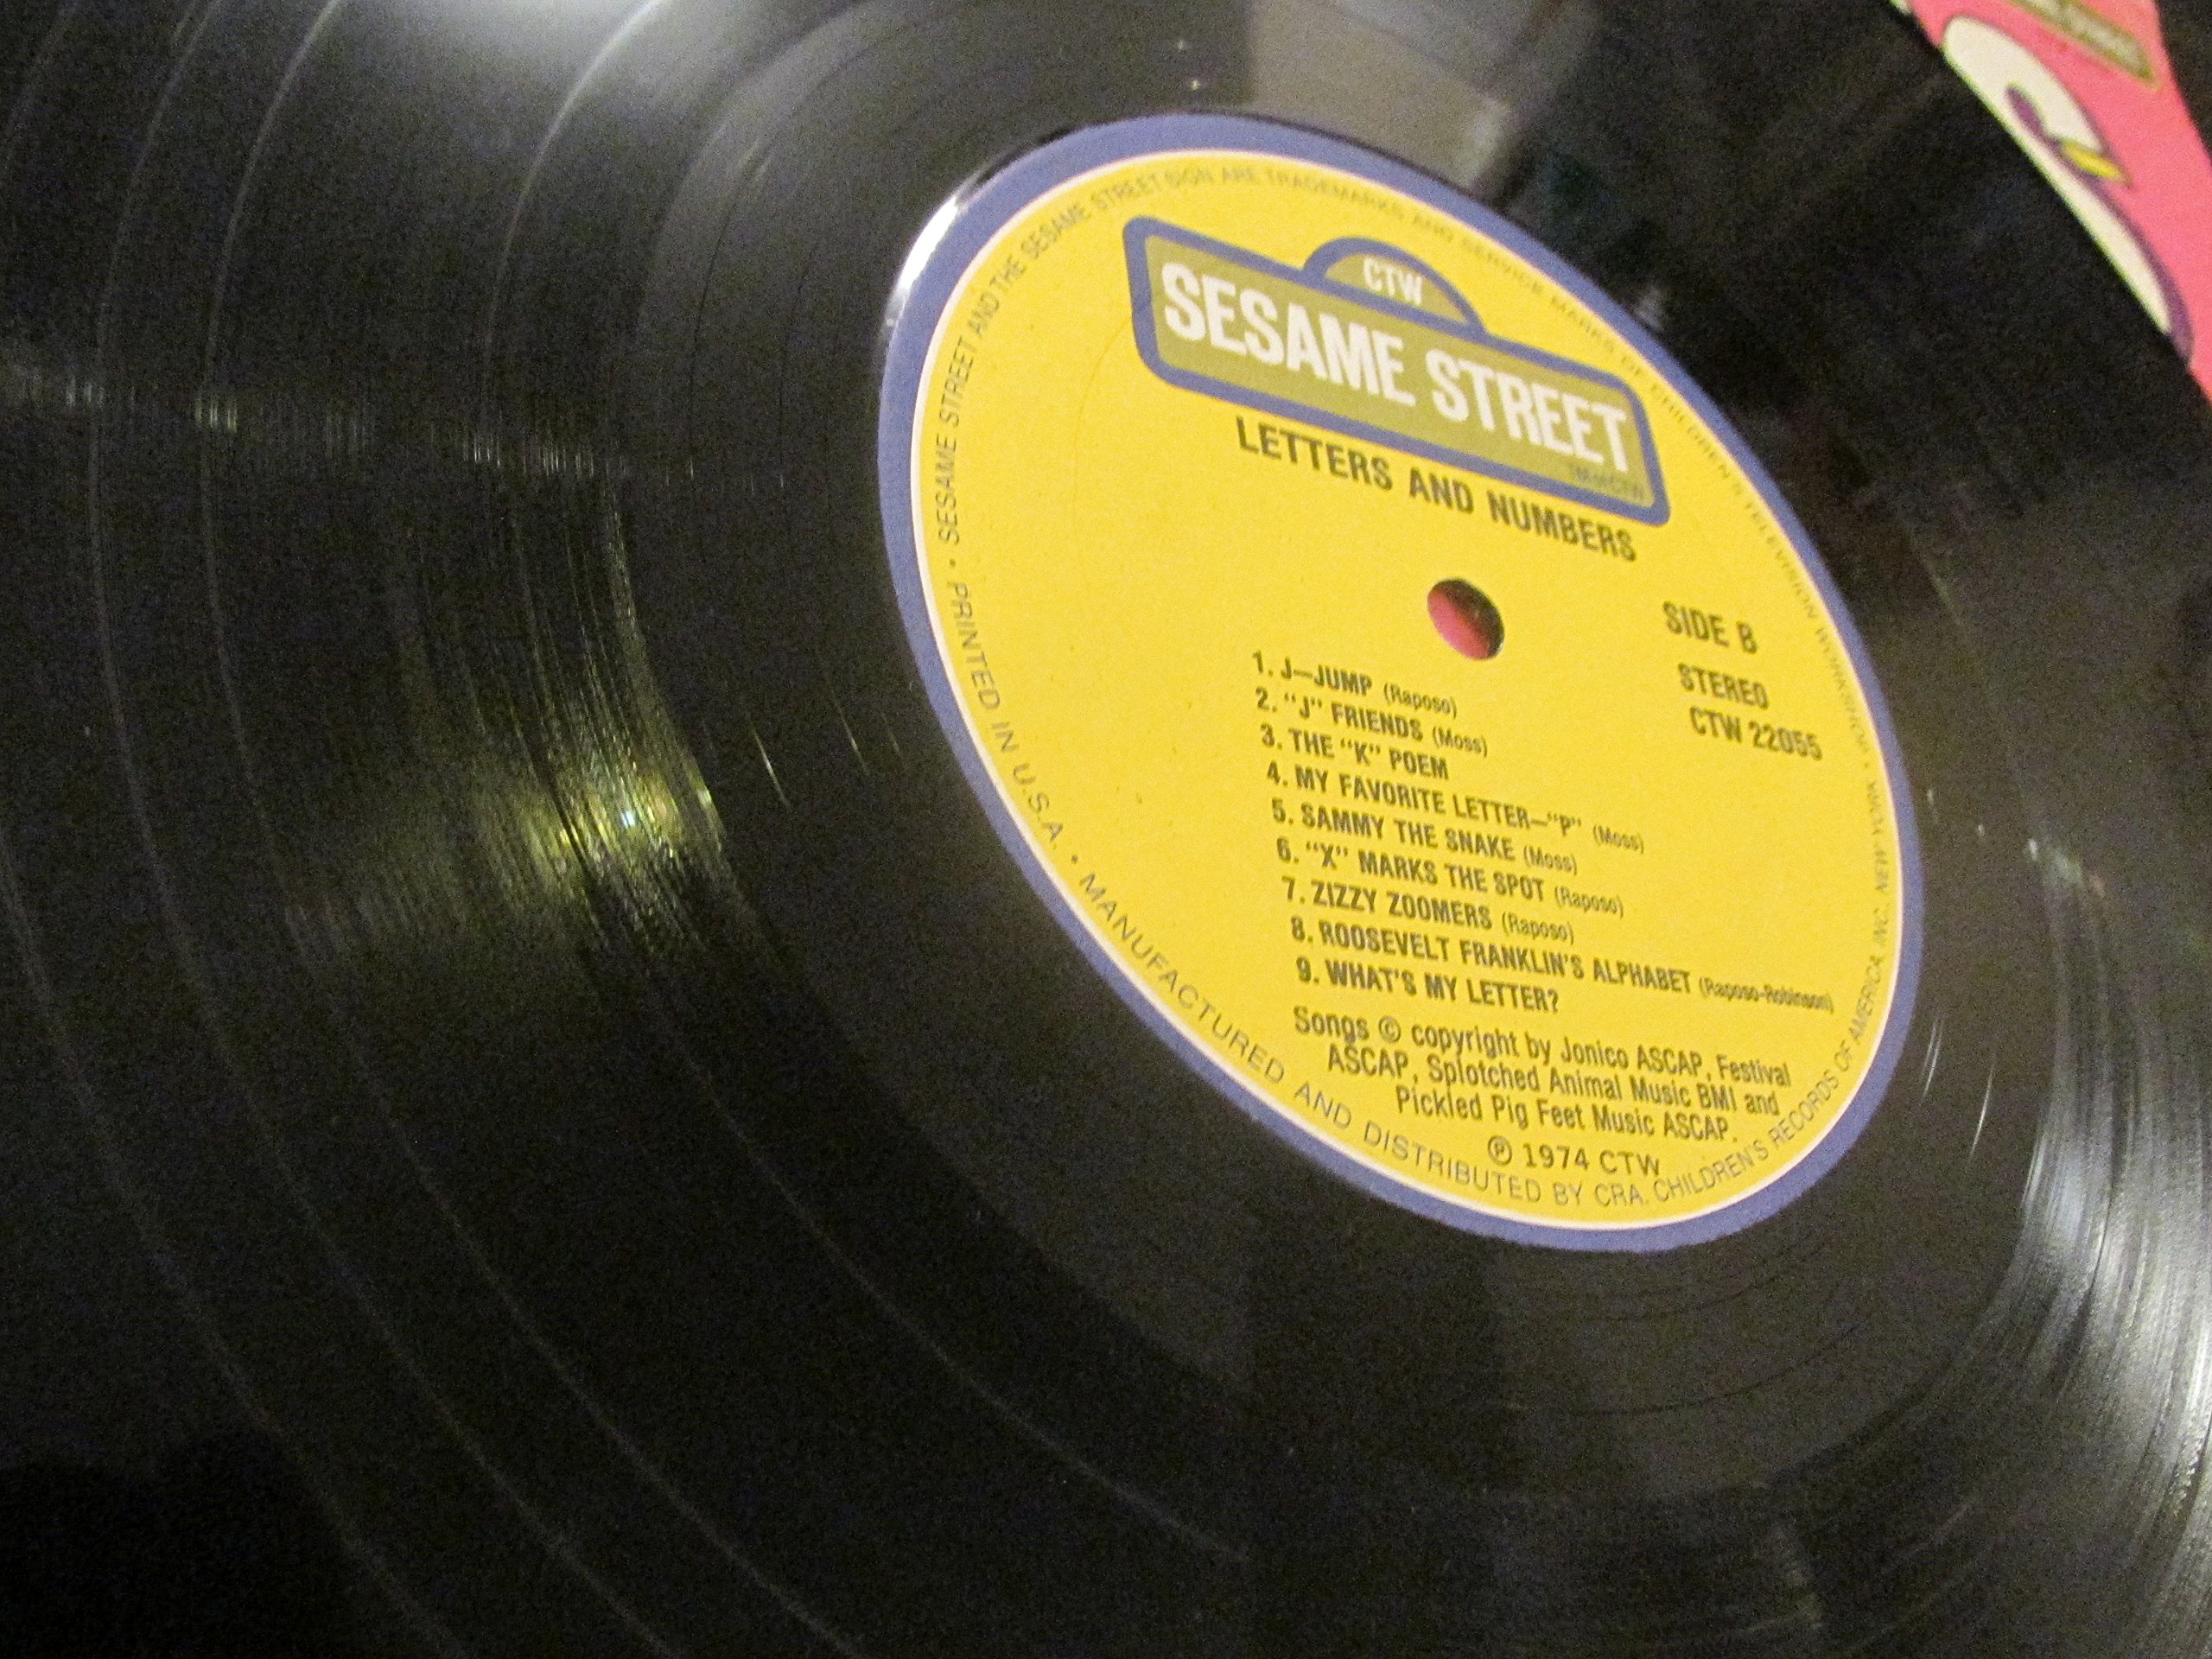 CTW
SESAME STREET
LETTERS AND NUMBERS
SIDE B
STEREO
CTW 22055
1. J—JUMP (Raposo)
2. "J" FRIENDS (Moss)
3. THE "K" POEM
4. MY FAVORITE LETTER—"P" (Moss)
5. SAMMY THE SNAKE (Moss)
6. "X" MARKS THE SPOT (Raposo)
7. ZIZZY ZOOMERS (Raposo)
8. ROOSEVELT FRANKLIN'S ALPHABET (Raposo-Robinson)
9. WHAT'S MY LETTER?
Songs © copyright by Jonico ASCAP, Festival
ASCAP, Splotched Animal Music BMI and
Pickled Pig Feet Music ASCAP.
℗ 1974 CTW
SESAME STREET AND THE SESAME STREET SIGN ARE TRADEMARKS AND SERVICE MARKS OF CHILDREN'S TELEVISION WORKSHOP •
PRINTED IN U.S.A. • MANUFACTURED AND DISTRIBUTED BY CRA. CHILDREN'S RECORDS OF AMERICA, INC., NEW YORK •